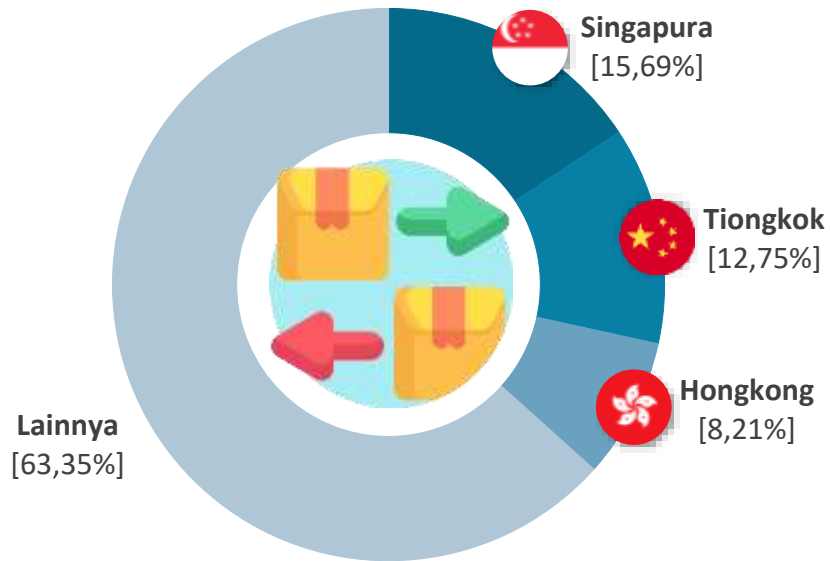 Singapura
[15,69%]
Tiongkok
[12,75%]
Hongkong
[8,21%]
Lainnya
[63,35%]